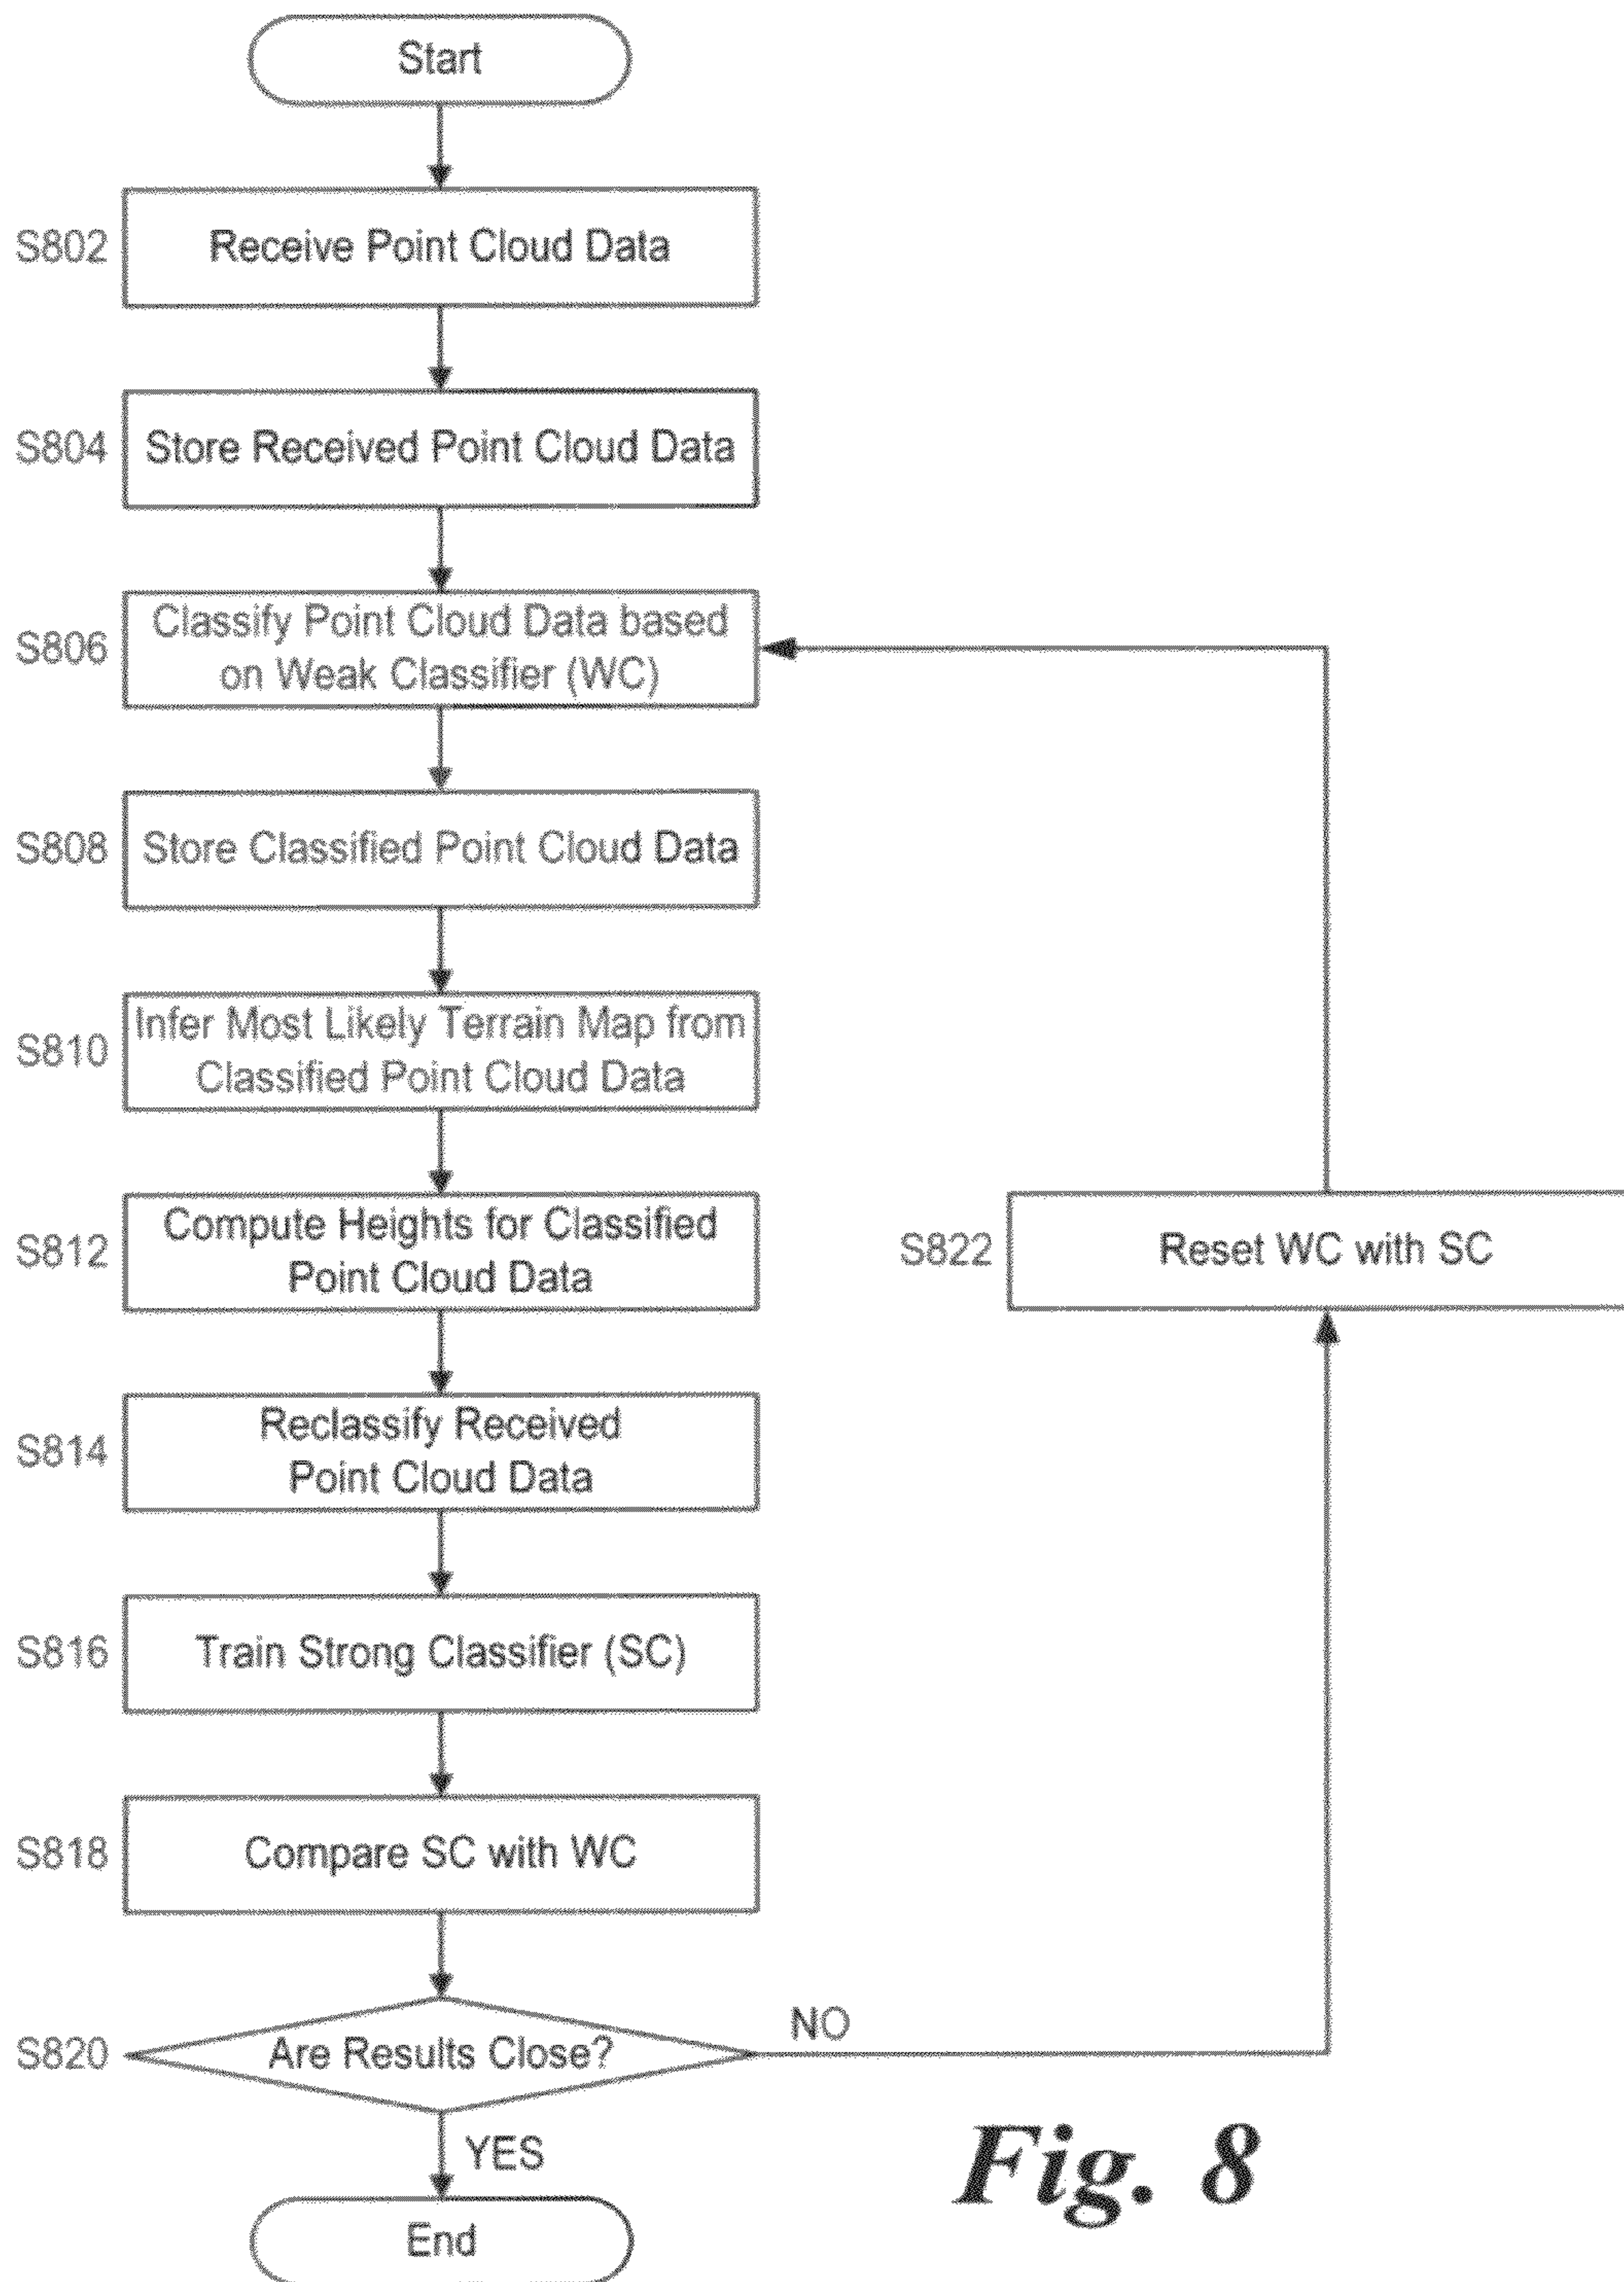 Start
S802
Receive Point Cloud Data
S804
Store Received Point Cloud Data
S806
Classify Point Cloud Data based
on Weak Classifier (WC)
S808
Store Classified Point Cloud Data
S810
Infer Most Likely Terrain Map from
Classified Point Cloud Data
S812
Compute Heights for Classified
Point Cloud Data
S822
Reset WC with SC
S814
Reclassify Received
Point Cloud Data
S816
Train Strong Classifier (SC)
S818
Compare SC with WC
S820
Are Results Close?
NO
YES
End
Fig. 8